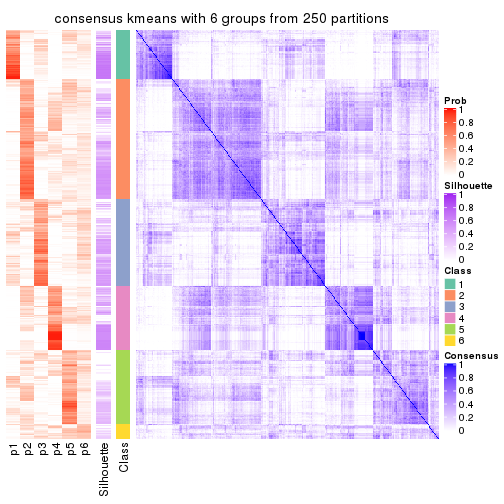 consensus kmeans with 6 groups from 250 partitions
Prob
1
0.8
0.6
0.4
0.2
0
Silhouette
1
0.8
0.6
0.4
0.2
0
Class
1
2
3
4
5
6
Consensus
1
0.8
0.6
0.4
0.2
0
p1
p2
p3
p4
p5
p6
Silhouette
Class